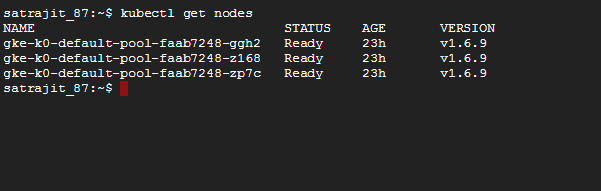 satrajit_87:~$ kubectl get nodes
NAME STATUS AGE VERSION
gke-k0-default-pool-faab7248-ggh2 Ready 23h v1.6.9
gke-k0-default-pool-faab7248-z168 Ready 23h v1.6.9
gke-k0-default-pool-faab7248-zp7c Ready 23h v1.6.9
satrajit_87:~$